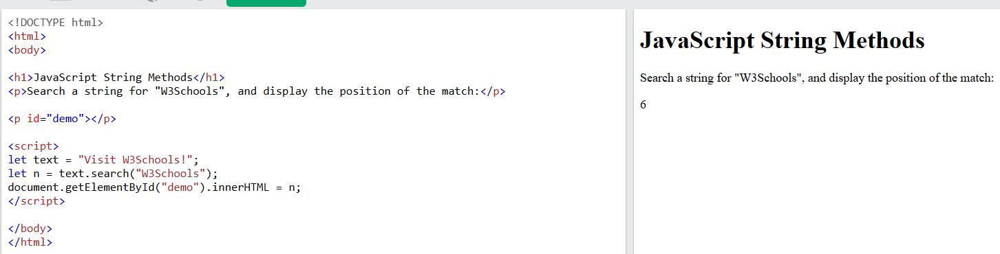 <!DOCTYPE html>
<html>
<body>
<h1>JavaScript String Methods</h1>
<p>Search a string for "W3Schools", and display the position of the match:</p>
<p id="demo"></p>
<script>
let text = "Visit W3Schools!";
let n = text.search("W3Schools");
document.getElementById("demo").innerHTML = n;
</script>
</body>
</html>
JavaScript String Methods
Search a string for "W3Schools", and display the position of the match:
6